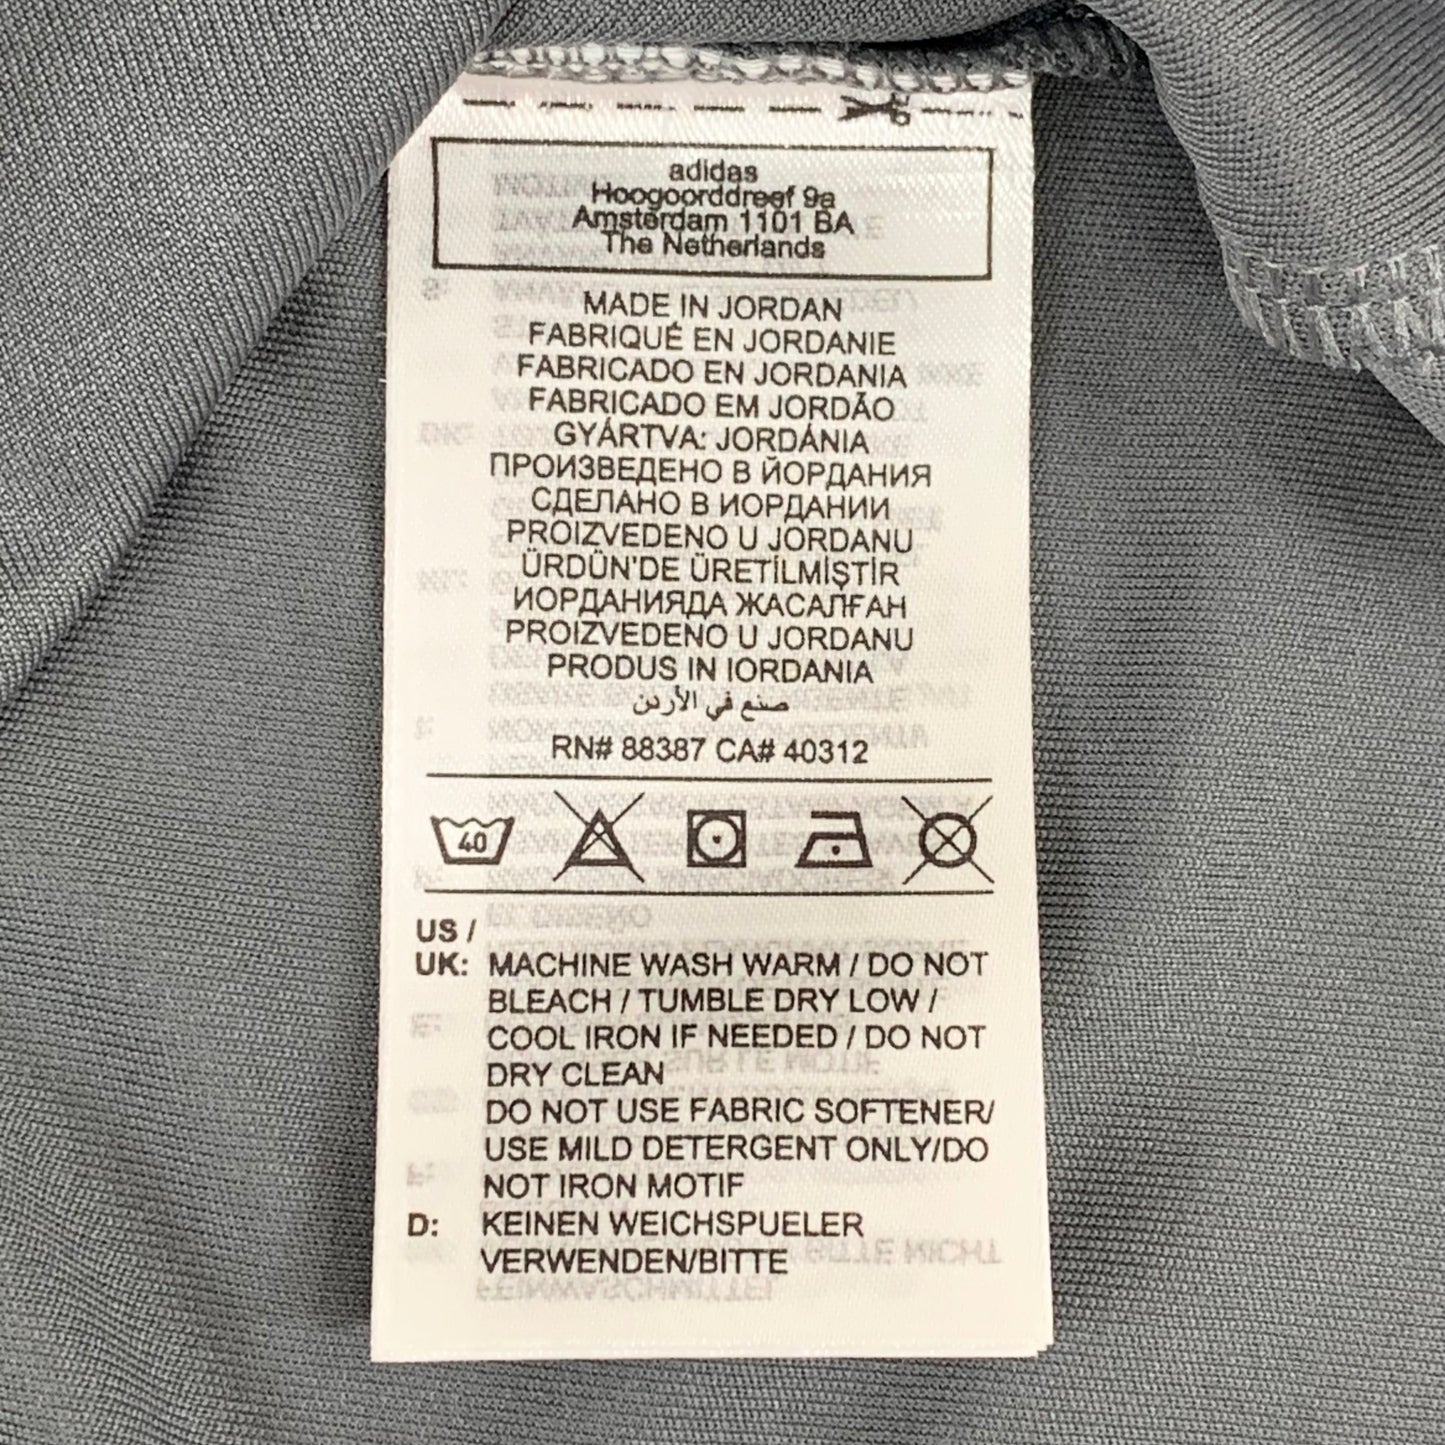 adidas
Hoogoorddreef 9a
Amsterdam 1101 BA
The Netherlands
MADE IN JORDAN
FABRIQUÉ EN JORDANIE
FABRICADO EN JORDANIA
FABRICADO EM JORDÃO
GYÁRTVA: JORDÁNIA
ПРОИЗВЕДЕНО В ЙОРДАНИЯ
СДЕЛАНО В ИОРДАНИИ
PROIZVEDENO U JORDANU
ÜRDÜN'DE ÜRETİLMİŞTİR
ИОРДАНИЯДА ЖАСАЛҒАН
PROIZVEDENO U JORDANU
PRODUS IN IORDANIA
صنع في الأردن
RN# 88387 CA# 40312
40
US /
UK: MACHINE WASH WARM / DO NOT
BLEACH / TUMBLE DRY LOW /
COOL IRON IF NEEDED / DO NOT
DRY CLEAN
DO NOT USE FABRIC SOFTENER/
USE MILD DETERGENT ONLY/DO
NOT IRON MOTIF
D: KEINEN WEICHSPUELER
VERWENDEN/BITTE